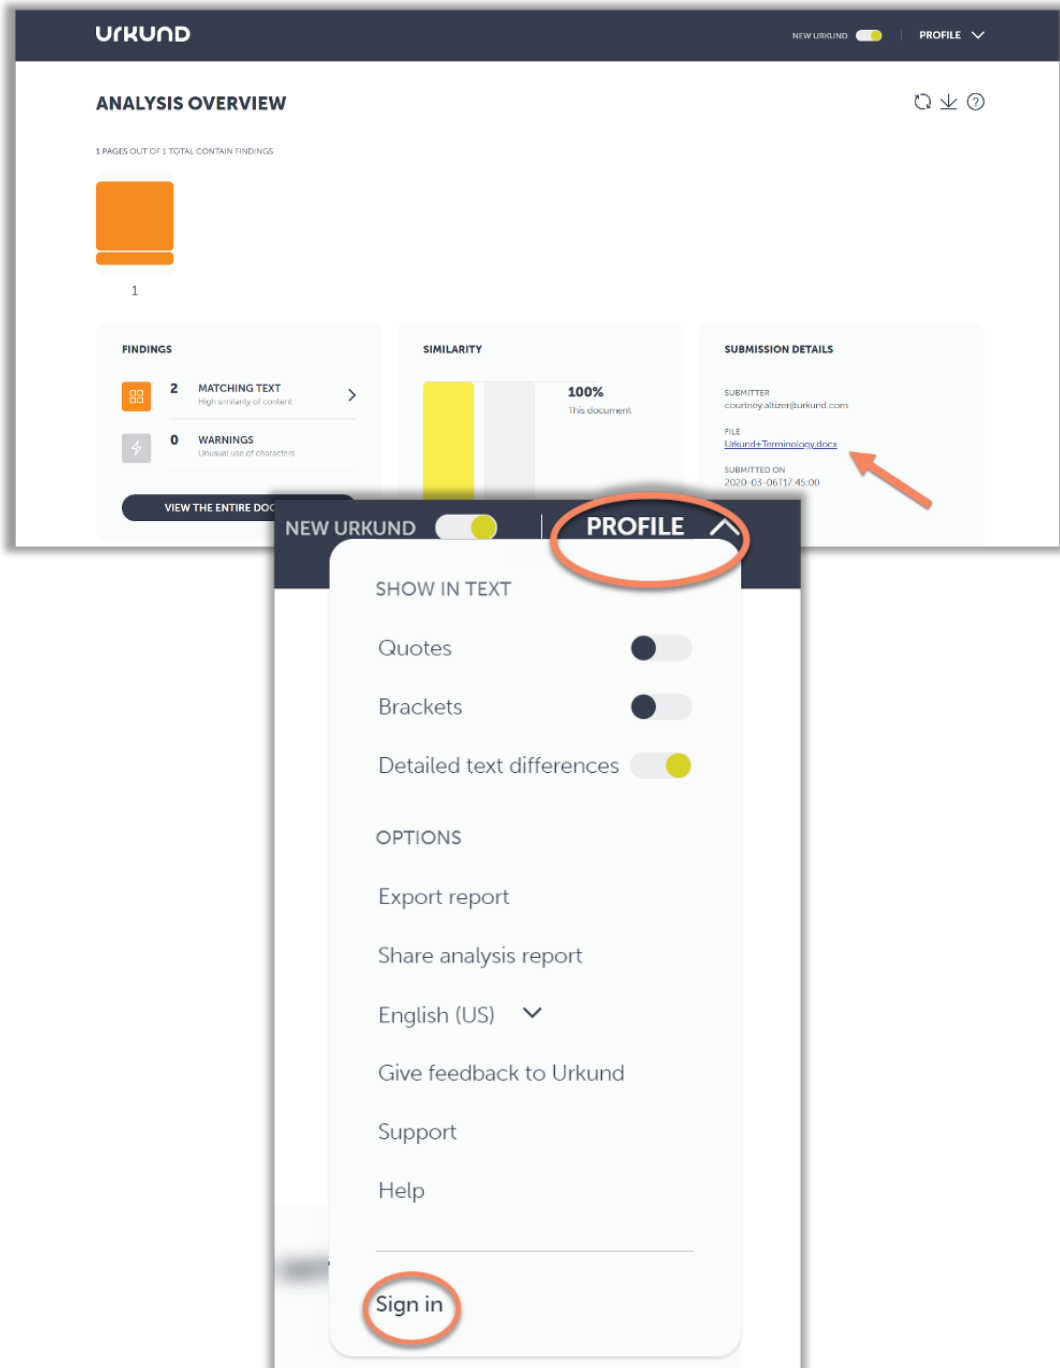 URKUND
NEW URKUND
PROFILE
ANALYSIS OVERVIEW
1 PAGES OUT OF 1 TOTAL CONTAIN FINDINGS
1
FINDINGS
2 MATCHING TEXT
High similarity of content
0 WARNINGS
Unusual use of characters
VIEW THE ENTIRE DOC
SIMILARITY
100%
This document
SUBMISSION DETAILS
SUBMITTER
courtney.altizer@urkund.com
FILE
Urkund+Terminology.docx
SUBMITTED ON
2020-03-06T17:45:00
NEW URKUND
PROFILE
SHOW IN TEXT
Quotes
Brackets
Detailed text differences
OPTIONS
Export report
Share analysis report
English (US)
Give feedback to Urkund
Support
Help
Sign in